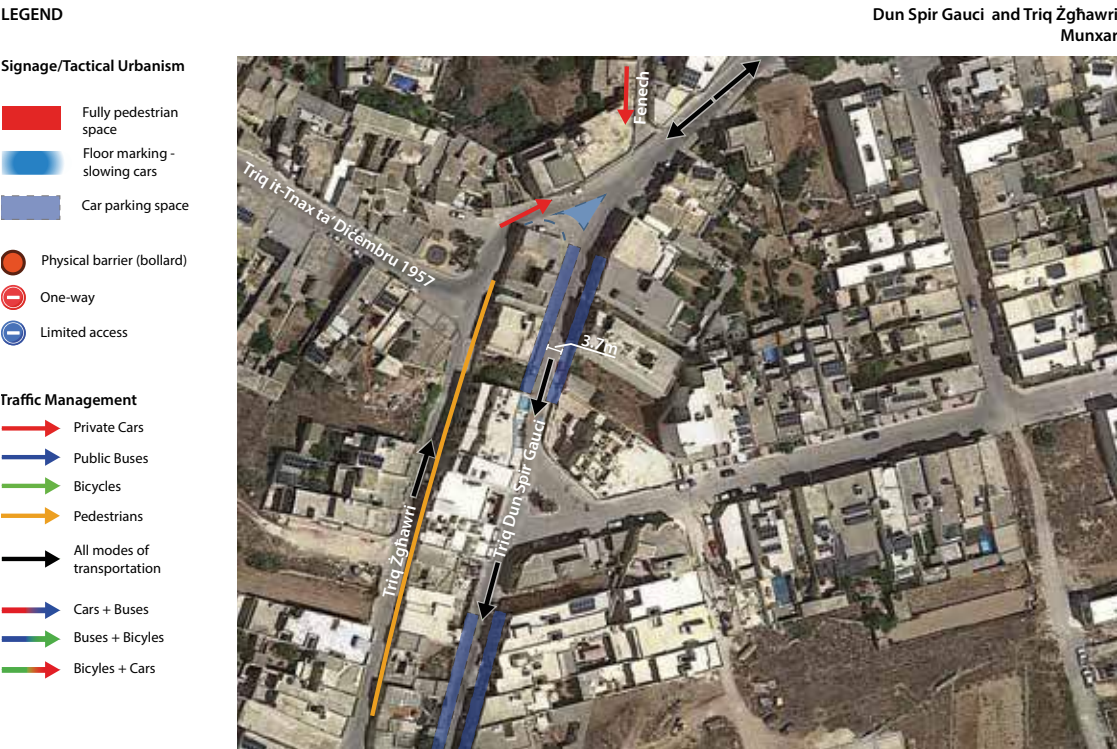 LEGEND
Dun Spir Gauci and Triq Żgħawri
Munxar
Signage/Tactical Urbanism
Fully pedestrian
space
Floor marking -
slowing cars
Car parking space
Physical barrier (bollard)
One-way
Limited access
Traffic Management
Private Cars
Public Buses
Bicycles
Pedestrians
All modes of
transportation
Cars + Buses
Buses + Bicyles
Bicyles + Cars
Fenech
Triq it-Tnax ta' Diċembru 1957
3.7m
Triq Dun Spir Gauci
Triq Żgħawri